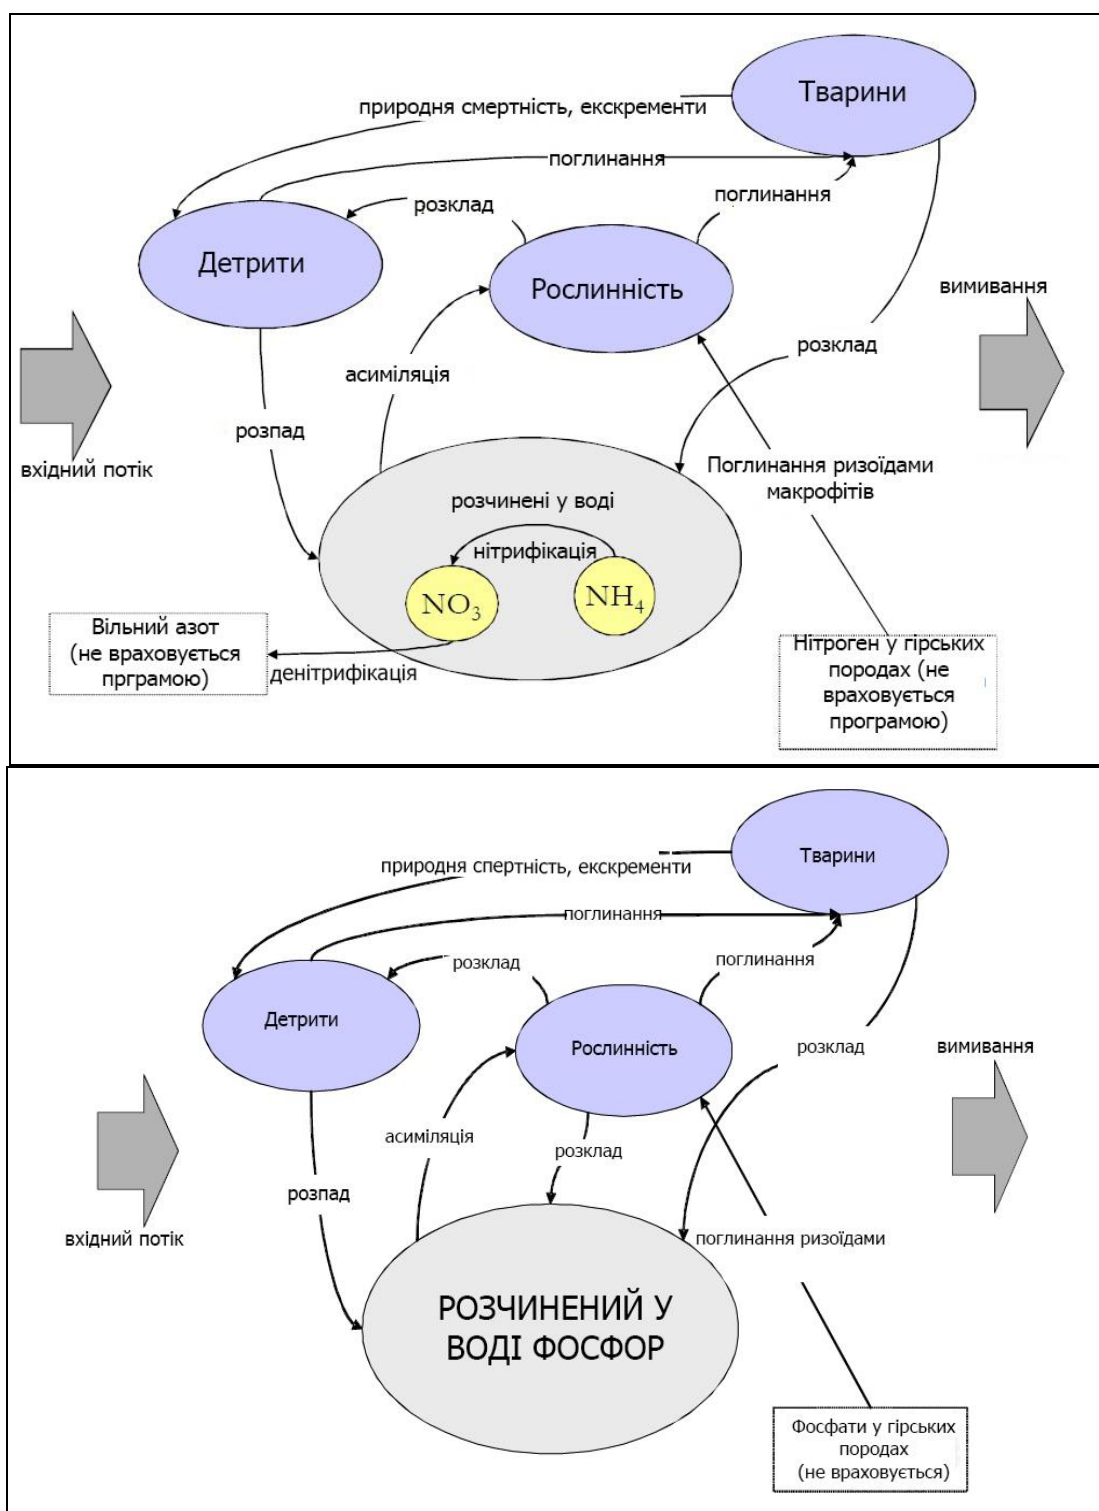 Тварини
природня смертність, екскременти
поглинання
поглинання
розклад
Детрити
Рослинність
вимивання
розклад
асиміляція
розпад
вхідний потік
Поглинання ризоїдами
макрофітів
розчинені у воді
нітрифікація
NO3
NH4
Вільний азот
(не враховується
прграмою)
денітрифікація
Нітроген у гірських
породах (не
враховується
програмою)
Тварини
природня спертність, екскременти
поглинання
поглинання
розклад
Детрити
Рослинність
розклад
вимивання
асиміляція
розклад
розпад
вхідний потік
поглинання ризоїдами
РОЗЧИНЕНИЙ У
ВОДІ ФОСФОР
Фосфати у гірських
породах
(не враховується)